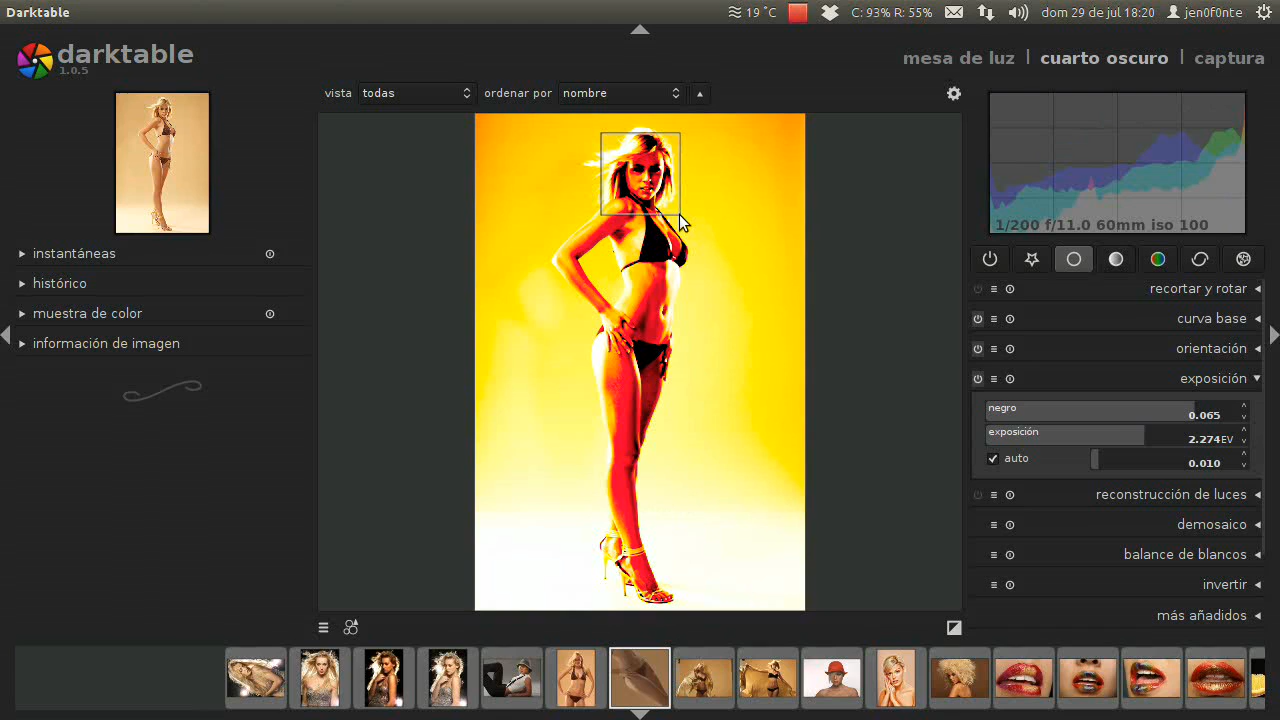 Darktable
19 °C
C: 93% R: 55%
dom 29 de jul 18:20
jen0f0nte
darktable
1.0.5
mesa de luz | cuarto oscuro | captura
vista todas ordenar por nombre
1/200 f/11.0 60mm iso 100
instantáneas
histórico
muestra de color
información de imagen
recortar y rotar
curva base
orientación
exposición
negro
0.065
exposición
2.274EV
auto
0.010
reconstrucción de luces
demosaico
balance de blancos
invertir
más añadidos